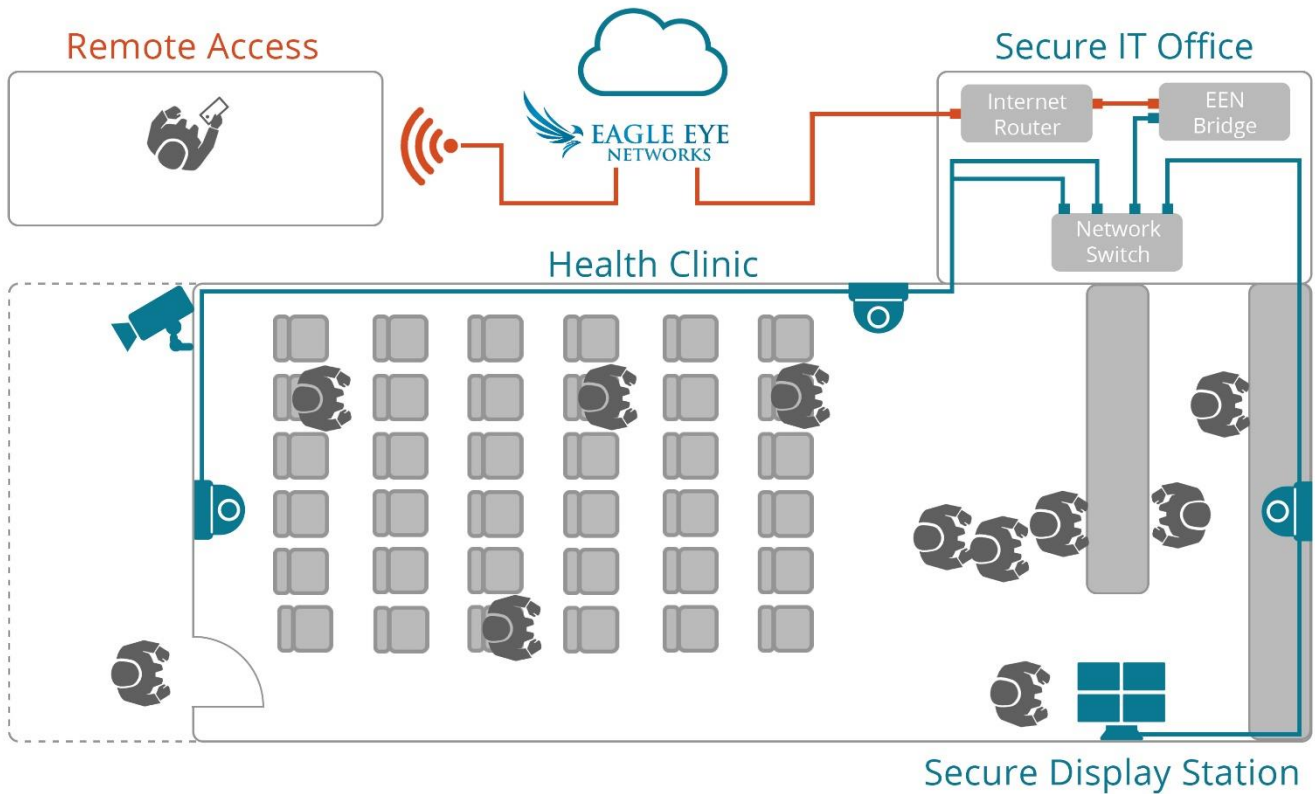 Remote Access
EAGLE EYE
NETWORKS
Secure IT Office
Internet
Router
EEN
Bridge
Network
Switch
Health Clinic
Secure Display Station